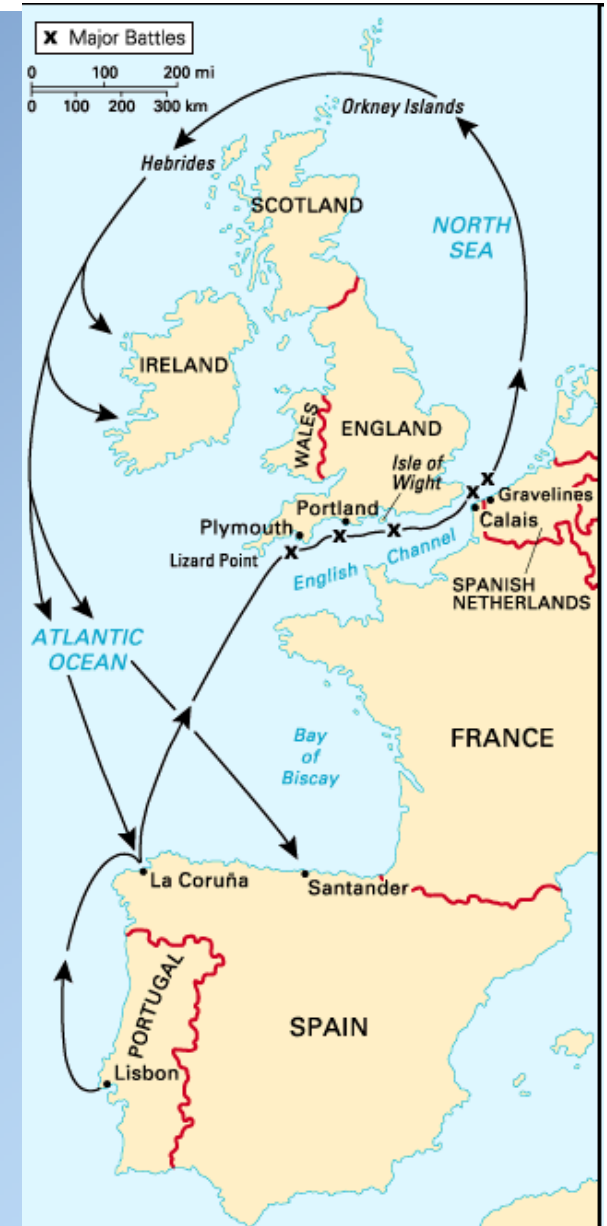 x Major Battles
0 100 200 mi
0 100 200 300 km
Orkney Islands
Hebrides
SCOTLAND
NORTH
SEA
IRELAND
WALES
ENGLAND
Isle of
Wight
Portland
Gravelines
Plymouth
Calais
Lizard Point
English Channel
SPANISH
NETHERLANDS
ATLANTIC
OCEAN
Bay
of
Biscay
FRANCE
La Coruña
Santander
PORTUGAL
SPAIN
Lisbon